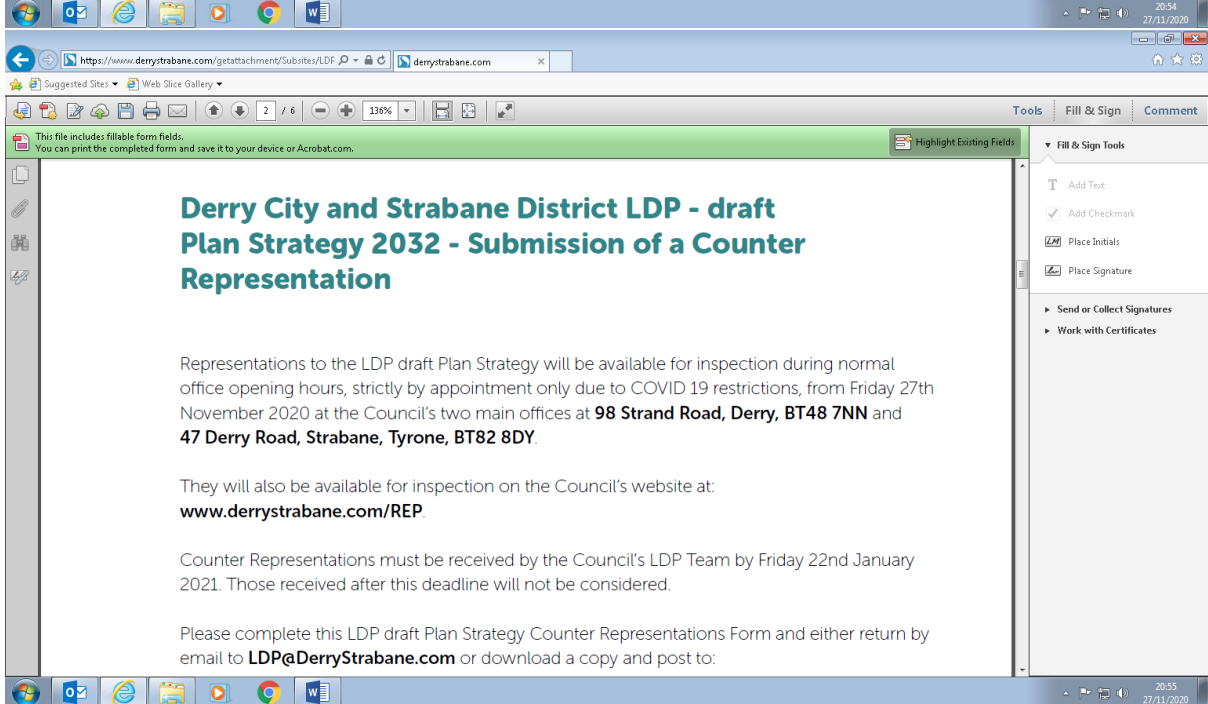 20:54
27/11/2020
https://www.derrystrabane.com/getattachment/Subsites/LDF
derrystrabane.com
Suggested Sites
Web Slice Gallery
2 / 6
136%
Tools
Fill & Sign
Comment
This file includes fillable form fields.
You can print the completed form and save it to your device or Acrobat.com.
Highlight Existing Fields
Fill & Sign Tools
T Add Text
Add Checkmark
LM Place Initials
Place Signature
Send or Collect Signatures
Work with Certificates
Derry City and Strabane District LDP - draft
Plan Strategy 2032 - Submission of a Counter
Representation
Representations to the LDP draft Plan Strategy will be available for inspection during normal
office opening hours, strictly by appointment only due to COVID 19 restrictions, from Friday 27th
November 2020 at the Council's two main offices at 98 Strand Road, Derry, BT48 7NN and
47 Derry Road, Strabane, Tyrone, BT82 8DY.
They will also be available for inspection on the Council's website at:
www.derrystrabane.com/REP.
Counter Representations must be received by the Council's LDP Team by Friday 22nd January
2021. Those received after this deadline will not be considered.
Please complete this LDP draft Plan Strategy Counter Representations Form and either return by
email to LDP@DerryStrabane.com or download a copy and post to:
20:55
27/11/2020